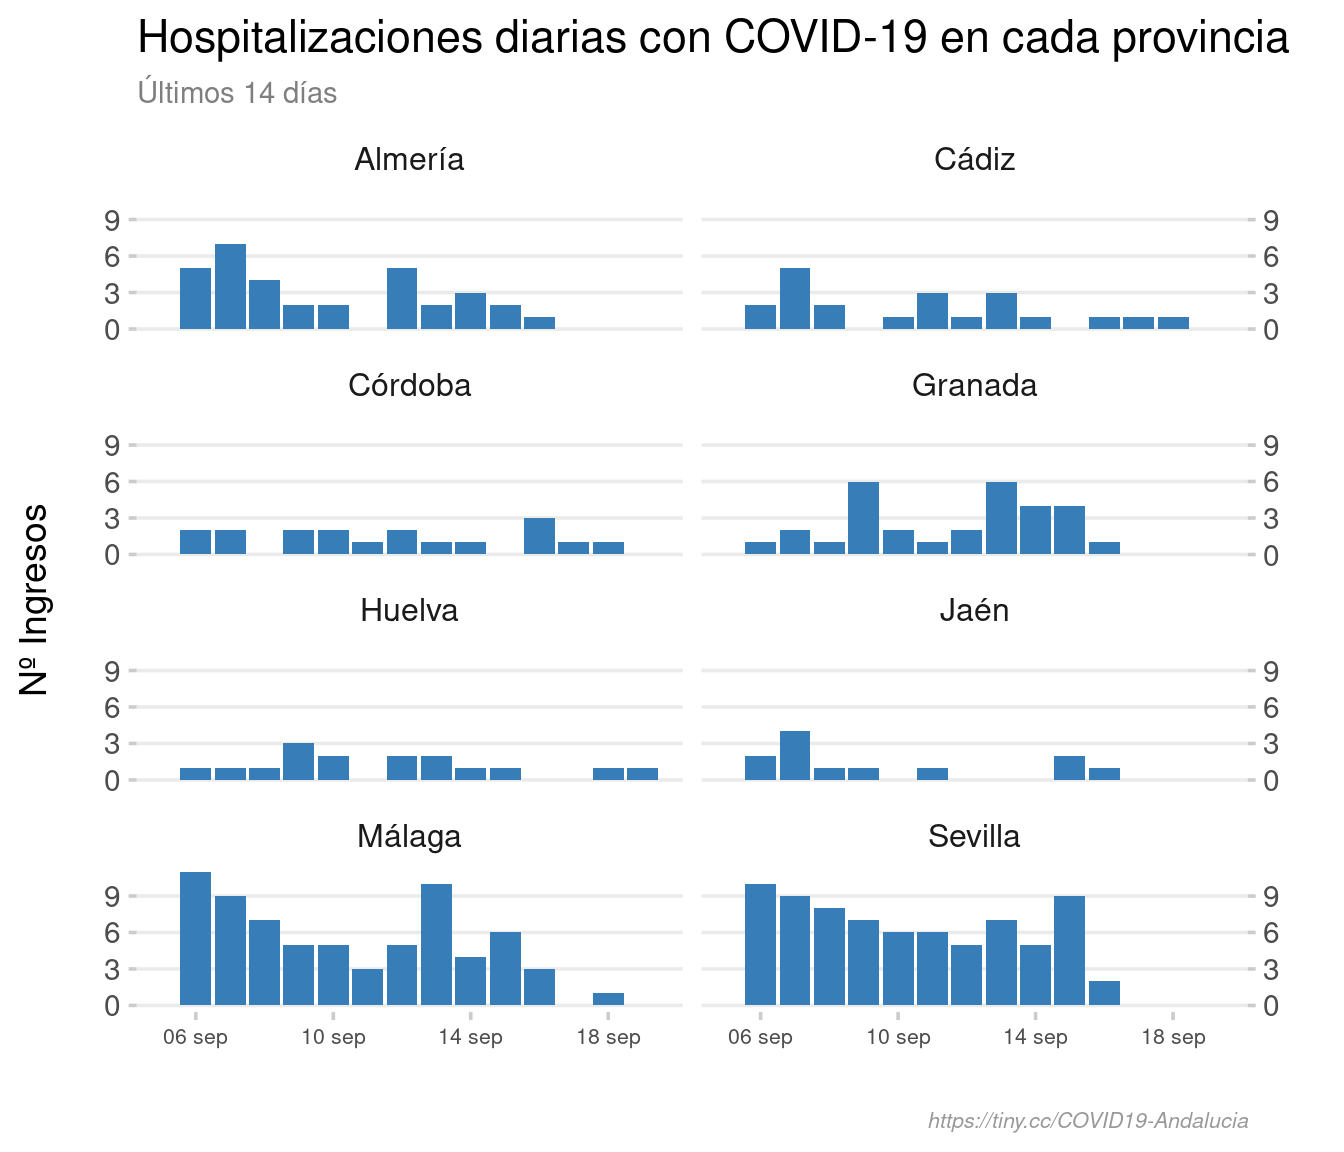 Hospitalizaciones diarias con COVID-19 en cada provincia
Últimos 14 días
Almería
Cádiz
9
6
3
0
9
6
3
0
Córdoba
Granada
9
6
3
0
9
6
3
0
Nº Ingresos
Huelva
Jaén
9
6
3
0
9
6
3
0
Málaga
Sevilla
9
6
3
0
9
6
3
0
06 sep 10 sep 14 sep 18 sep
06 sep 10 sep 14 sep 18 sep
https://tiny.cc/COVID19-Andalucia